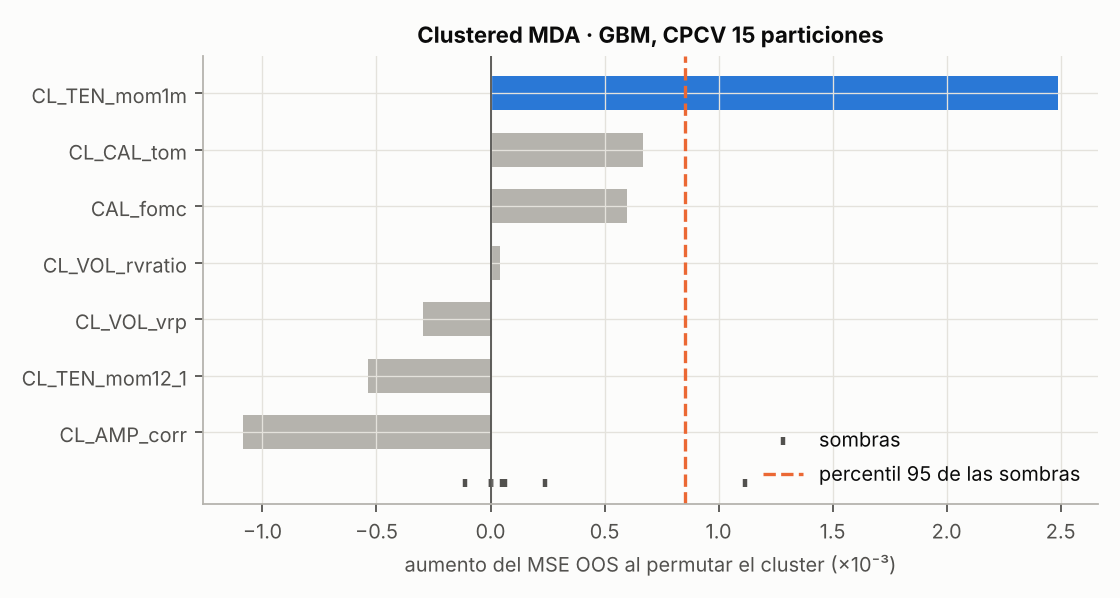 Clustered MDA · GBM, CPCV 15 particiones
CL_TEN_mom1m
CL_CAL_tom
CAL_fomc
CL_VOL_rvratio
CL_VOL_vrp
CL_TEN_mom12_1
CL_AMP_corr
sombras
percentil 95 de las sombras
−1.0 −0.5 0.0 0.5 1.0 1.5 2.0 2.5
aumento del MSE OOS al permutar el cluster (×10⁻³)